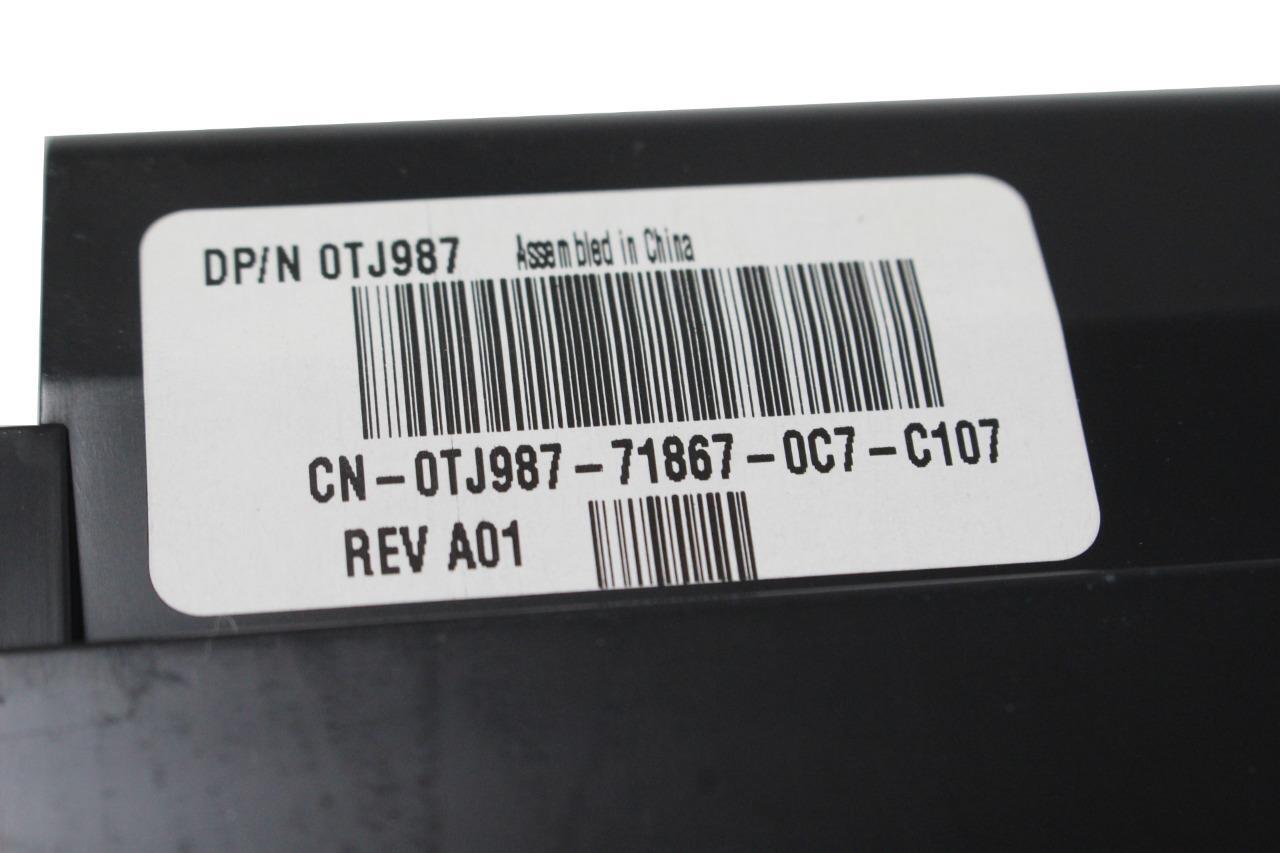 DP/N 0TJ987 Assembled in China
CN-0TJ987-71867-0C7-C107
REV A01